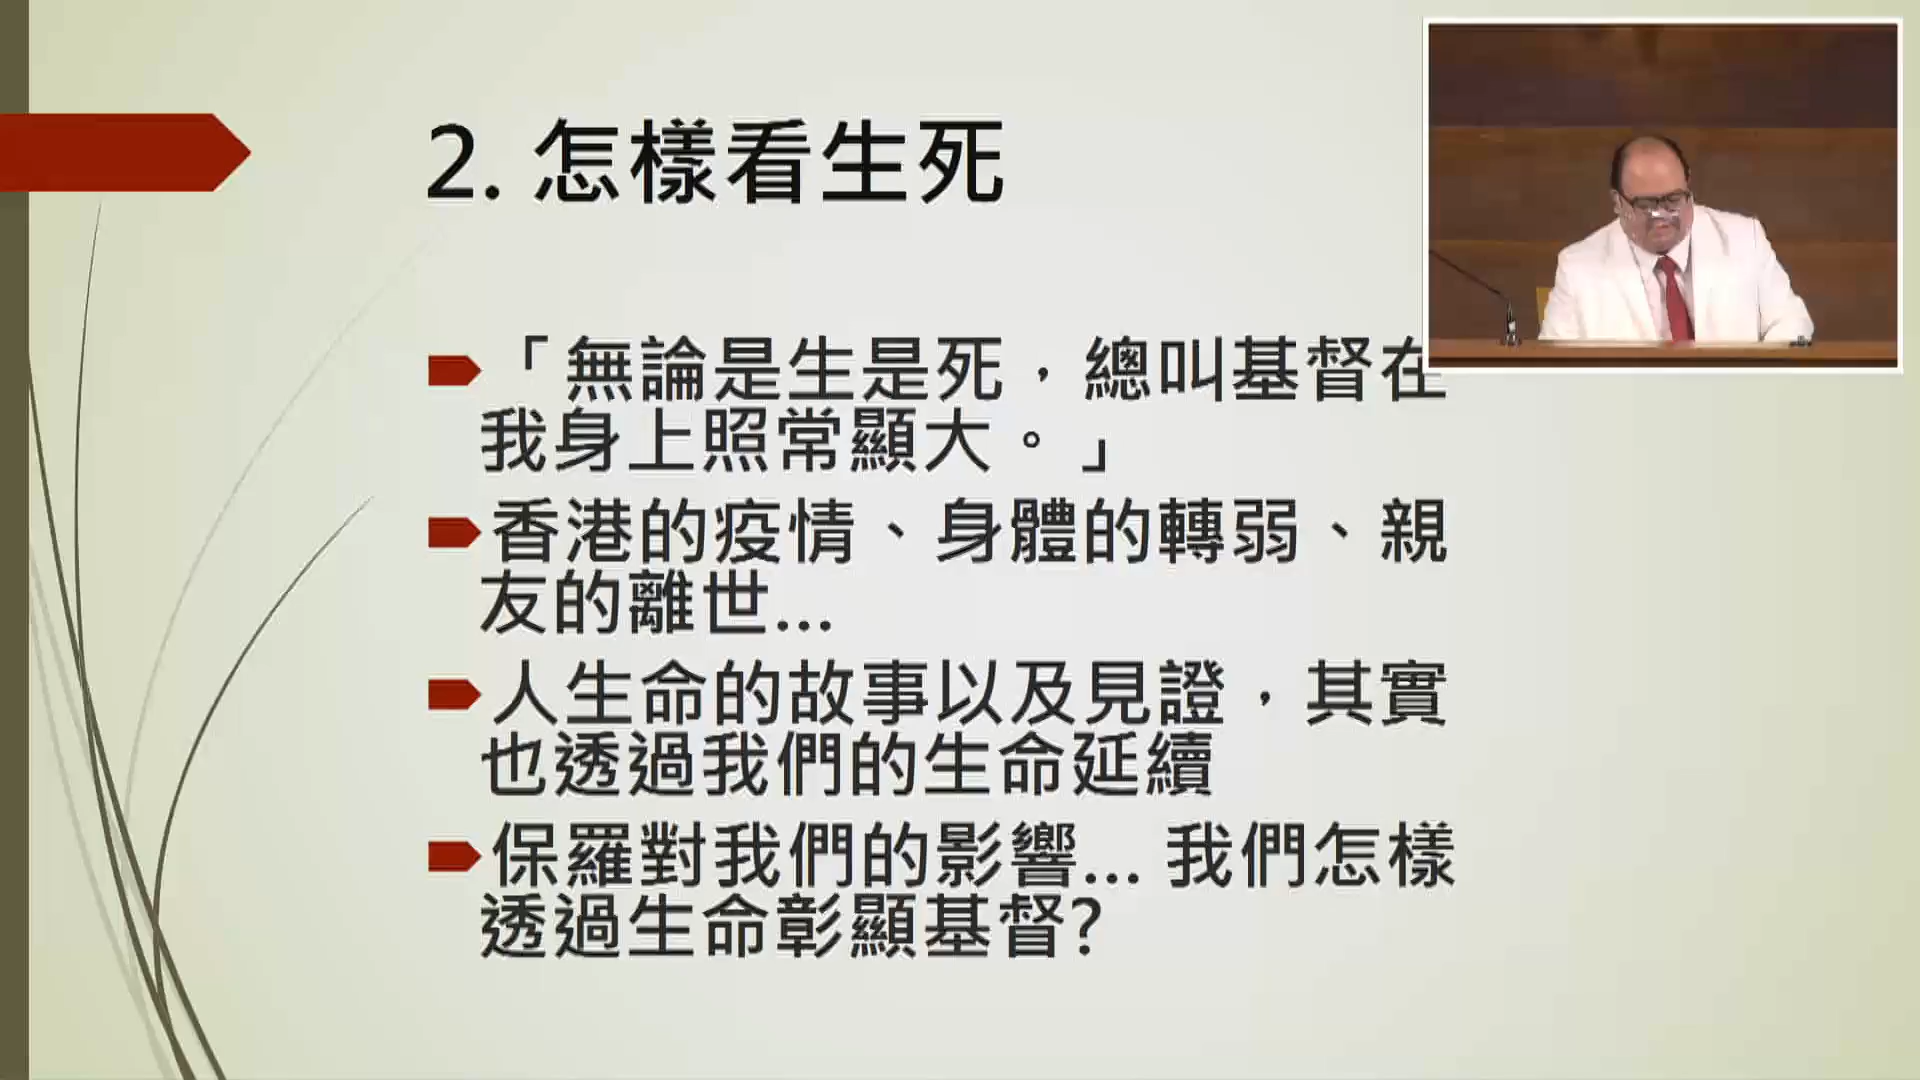 2. 怎樣看生死
「無論是生是死，總叫基督在
我身上照常顯大。」
香港的疫情、身體的轉弱、親
友的離世...
人生命的故事以及見證，其實
也透過我們的生命延續
保羅對我們的影響... 我們怎樣
透過生命彰顯基督?